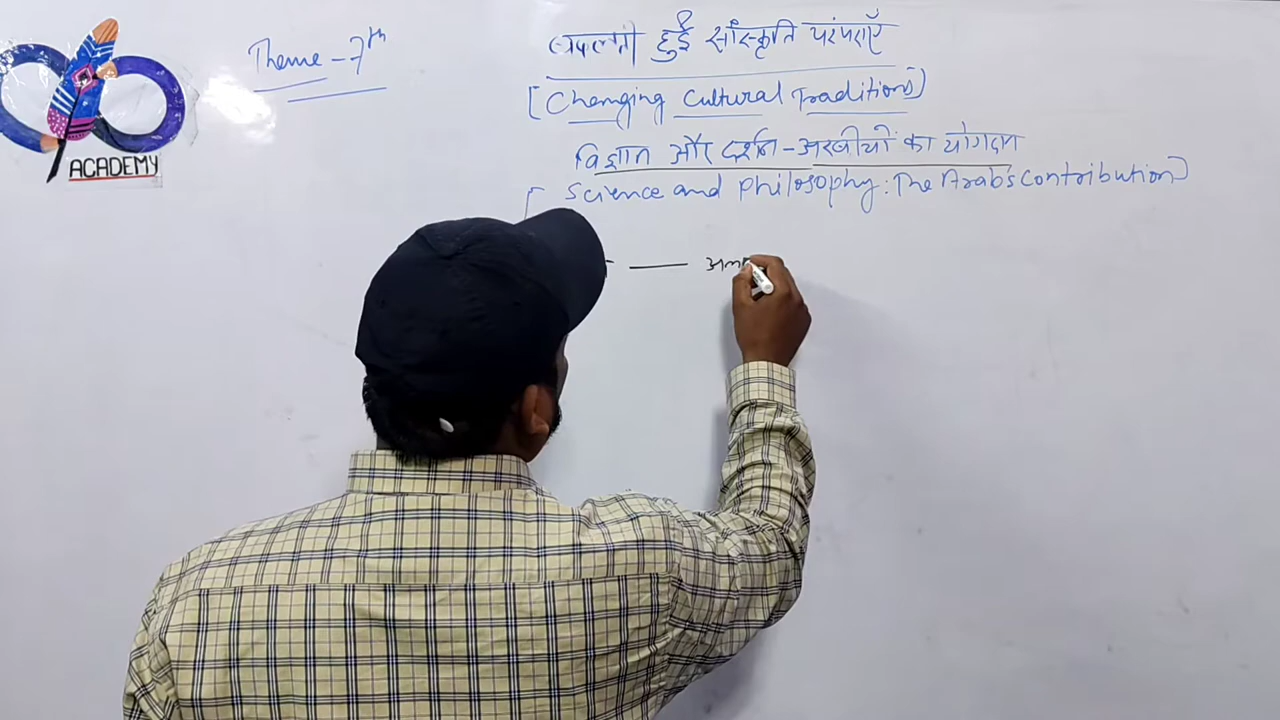 Theme - 7th
बदलती हुई साँस्कृति परंपराएँ
[Changing Cultural Traditions]
विज्ञान और दर्शन - अरबीयों का योगदान
[Science and Philosophy: The Arab's Contribution]
ACADEMY